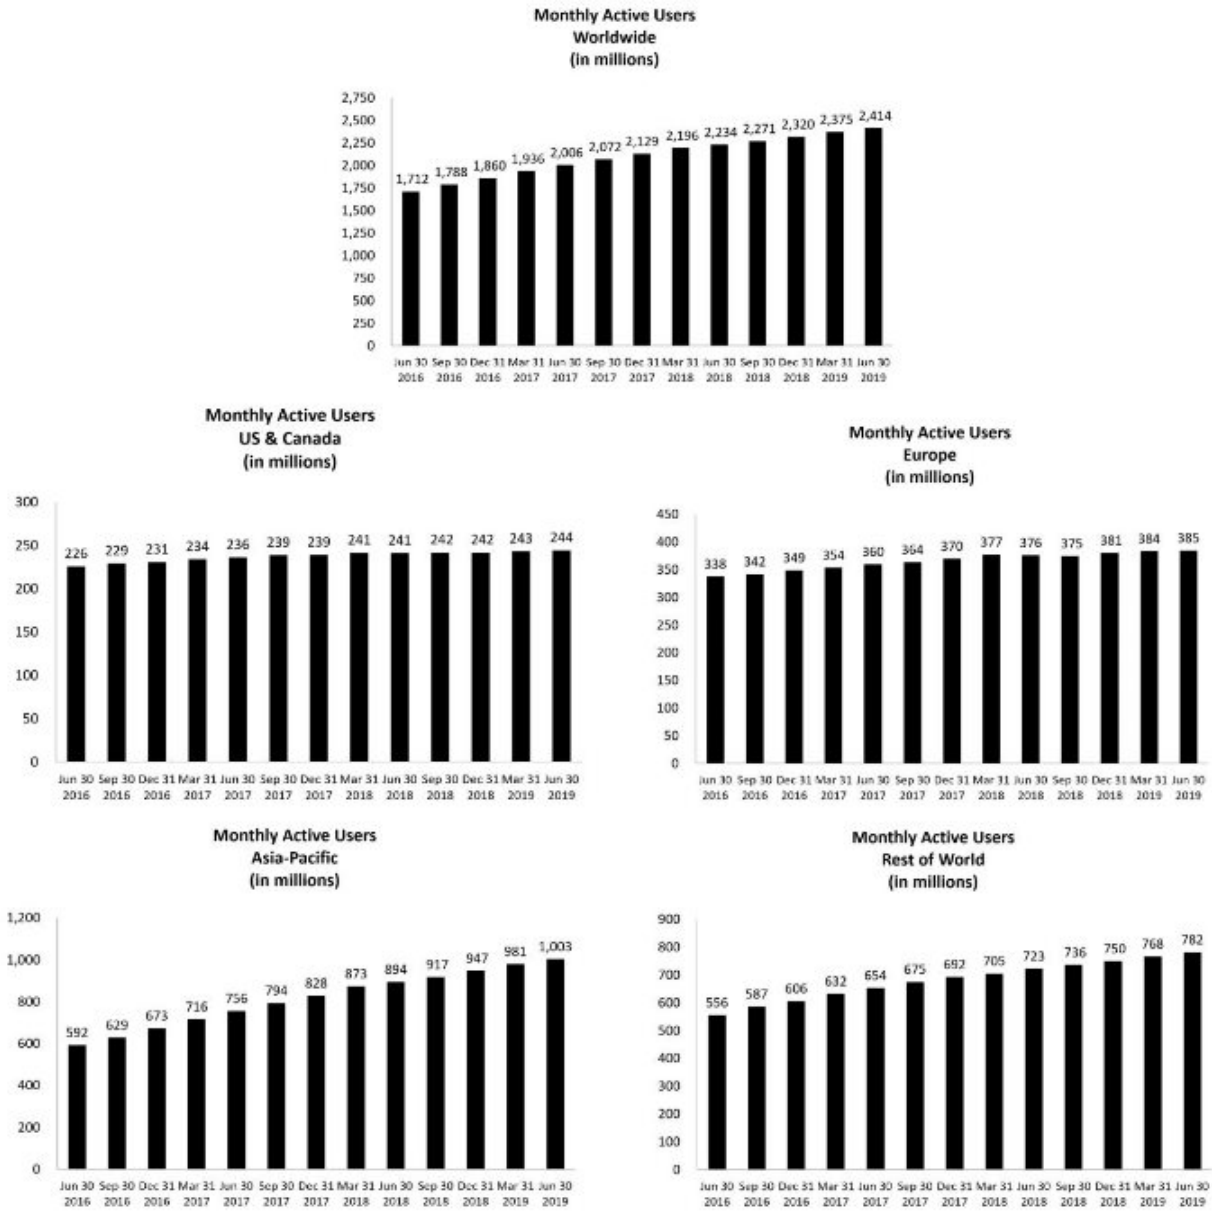 Monthly Active Users
Worldwide
(in millions)
2,750
2,500
2,250
2,000
1,750
1,500
1,250
1,000
750
500
250
0
1,712 1,788 1,860 1,936 2,006 2,072 2,129 2,196 2,234 2,271 2,320 2,375 2,414
Jun 30 Sep 30 Dec 31 Mar 31 Jun 30 Sep 30 Dec 31 Mar 31 Jun 30 Sep 30 Dec 31 Mar 31 Jun 30
2016 2016 2016 2017 2017 2017 2017 2018 2018 2018 2018 2019 2019
Monthly Active Users
US & Canada
(in millions)
300
250
200
150
100
50
0
226 229 231 234 236 239 239 241 241 242 242 243 244
Jun 30 Sep 30 Dec 31 Mar 31 Jun 30 Sep 30 Dec 31 Mar 31 Jun 30 Sep 30 Dec 31 Mar 31 Jun 30
2016 2016 2016 2017 2017 2017 2017 2018 2018 2018 2018 2019 2019
Monthly Active Users
Europe
(in millions)
450
400
350
300
250
200
150
100
50
0
338 342 349 354 360 364 370 377 376 375 381 384 385
Jun 30 Sep 30 Dec 31 Mar 31 Jun 30 Sep 30 Dec 31 Mar 31 Jun 30 Sep 30 Dec 31 Mar 31 Jun 30
2016 2016 2016 2017 2017 2017 2017 2018 2018 2018 2018 2019 2019
Monthly Active Users
Asia-Pacific
(in millions)
1,200
1,000
800
600
400
200
0
592 629 673 716 756 794 828 873 894 917 947 981 1,003
Jun 30 Sep 30 Dec 31 Mar 31 Jun 30 Sep 30 Dec 31 Mar 31 Jun 30 Sep 30 Dec 31 Mar 31 Jun 30
2016 2016 2016 2017 2017 2017 2017 2018 2018 2018 2018 2019 2019
Monthly Active Users
Rest of World
(in millions)
900
800
700
600
500
400
300
200
100
0
556 587 606 632 654 675 692 705 723 736 750 768 782
Jun 30 Sep 30 Dec 31 Mar 31 Jun 30 Sep 30 Dec 31 Mar 31 Jun 30 Sep 30 Dec 31 Mar 31 Jun 30
2016 2016 2016 2017 2017 2017 2017 2018 2018 2018 2018 2019 2019